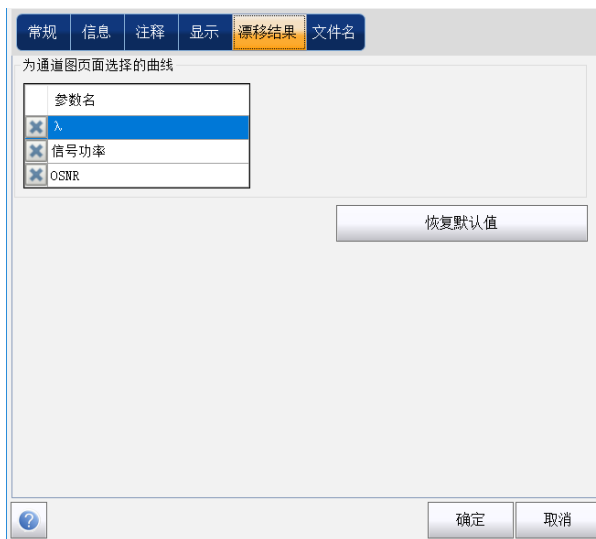 常规 信息 注释 显示 漂移结果 文件名
为通道图页面选择的曲线
参数名
λ
信号功率
OSNR
恢复默认值
? 确定 取消